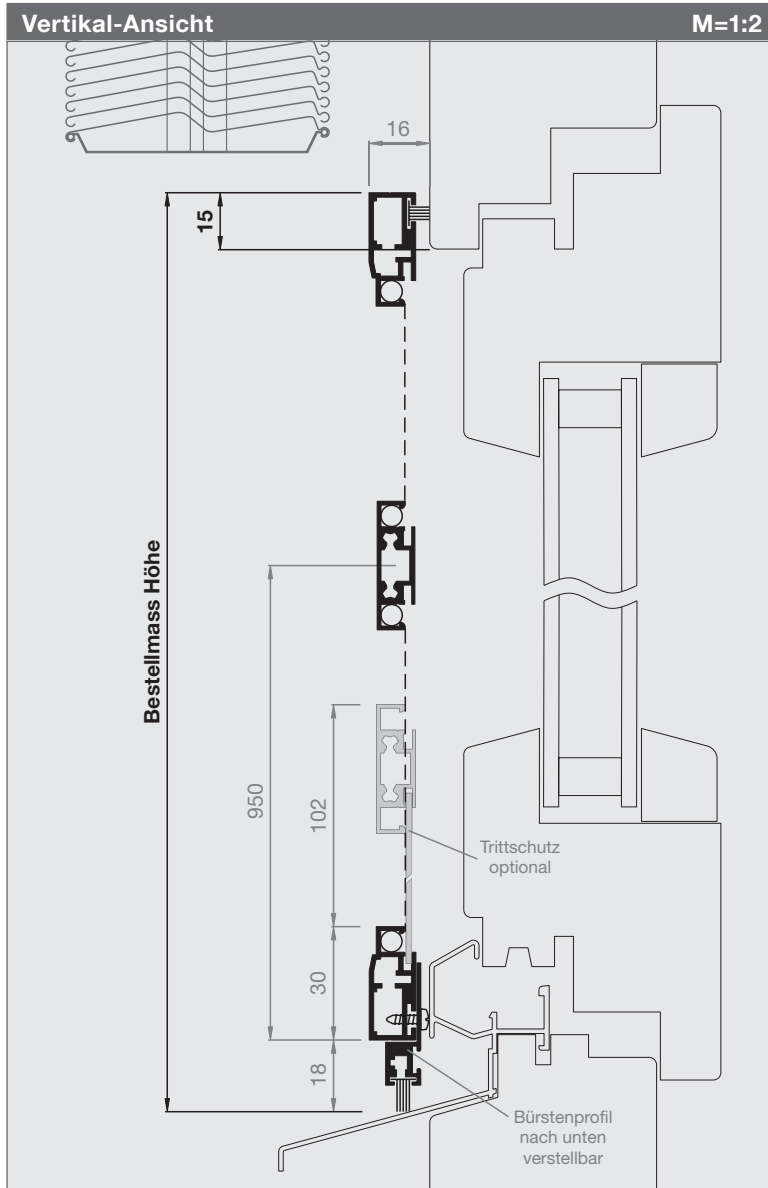 Vertikal-Ansicht M=1:2
16
15
Bestellmass Höhe
950
102
Trittschutz
optional
30
18
Bürstenprofil
nach unten
verstellbar